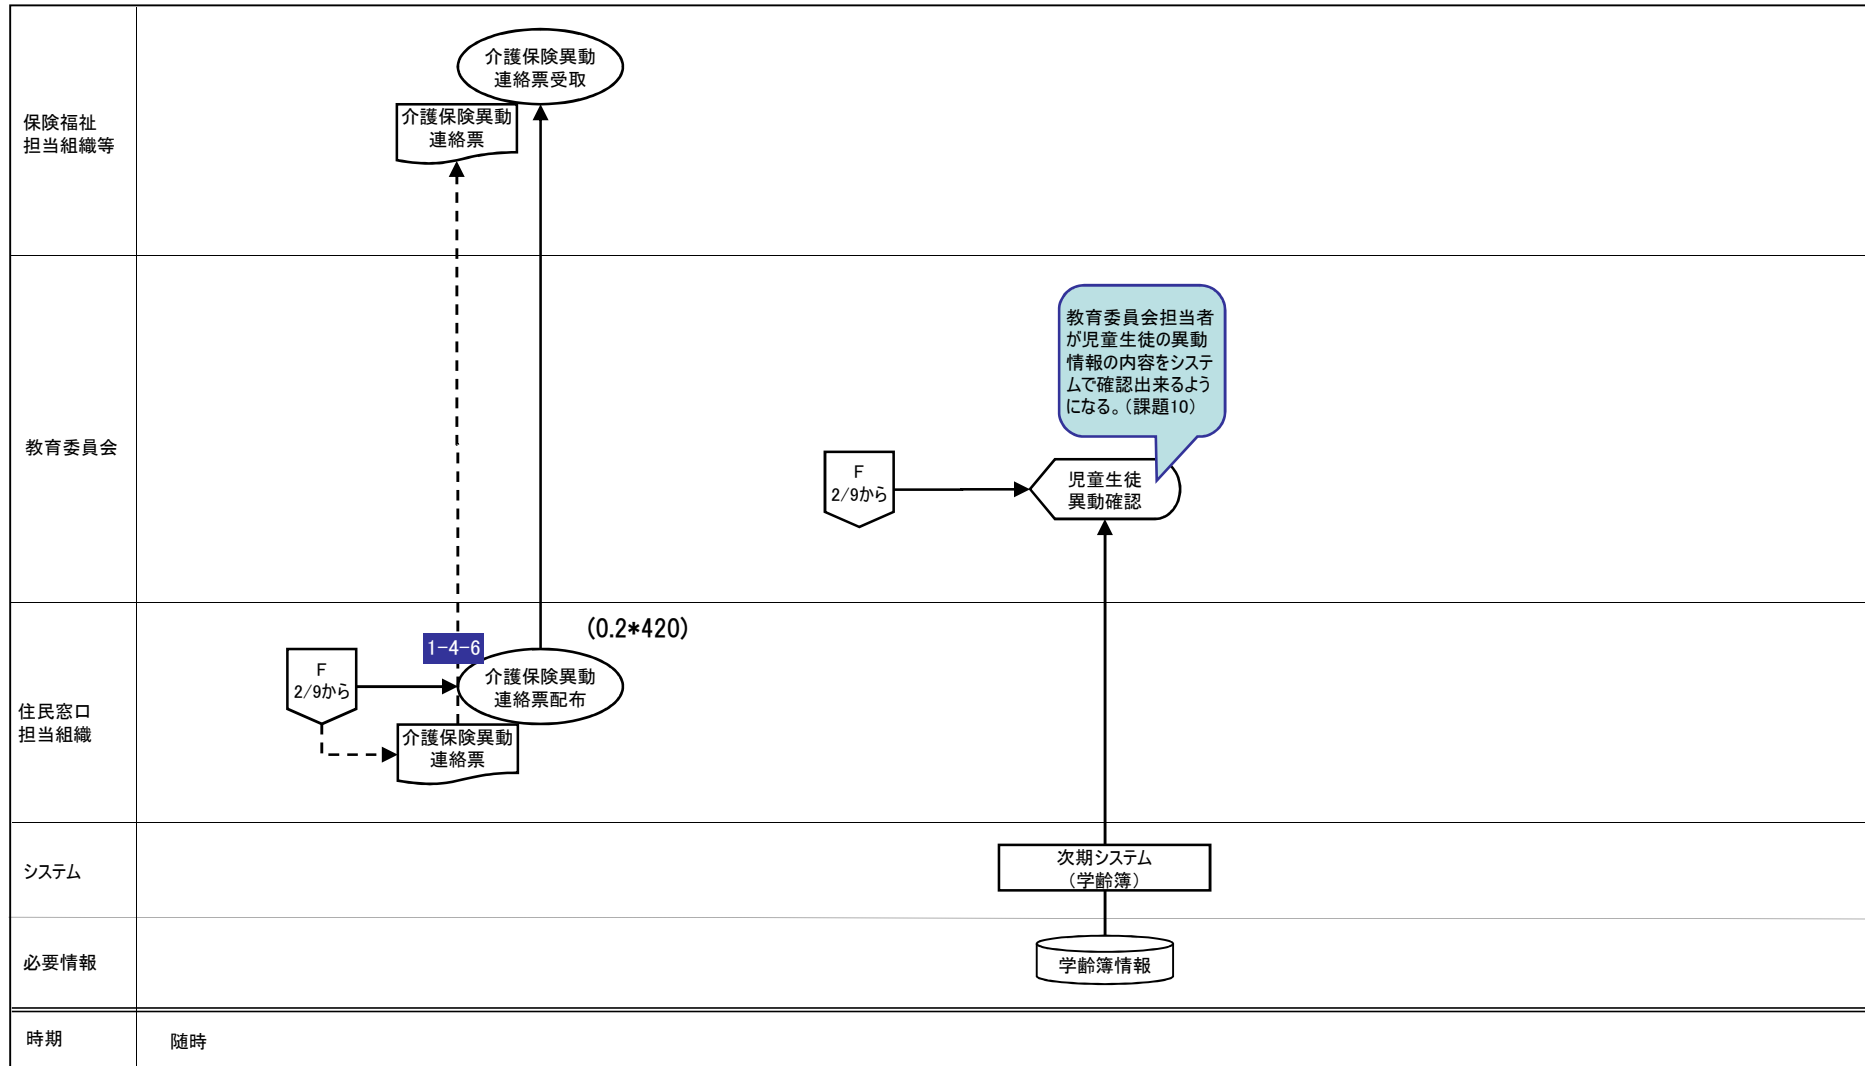 保険福祉
担当組織等
介護保険異動
連絡票受取
介護保険異動
連絡票
教育委員会
教育委員会担当者
が児童生徒の異動
情報の内容をシステ
ムで確認出来るよう
になる。（課題10）
F
2/9から
児童生徒
異動確認
住民窓口
担当組織
F
2/9から
1-4-6
(0.2*420)
介護保険異動
連絡票配布
介護保険異動
連絡票
システム
次期システム
（学齢簿）
必要情報
学齢簿情報
時期
随時